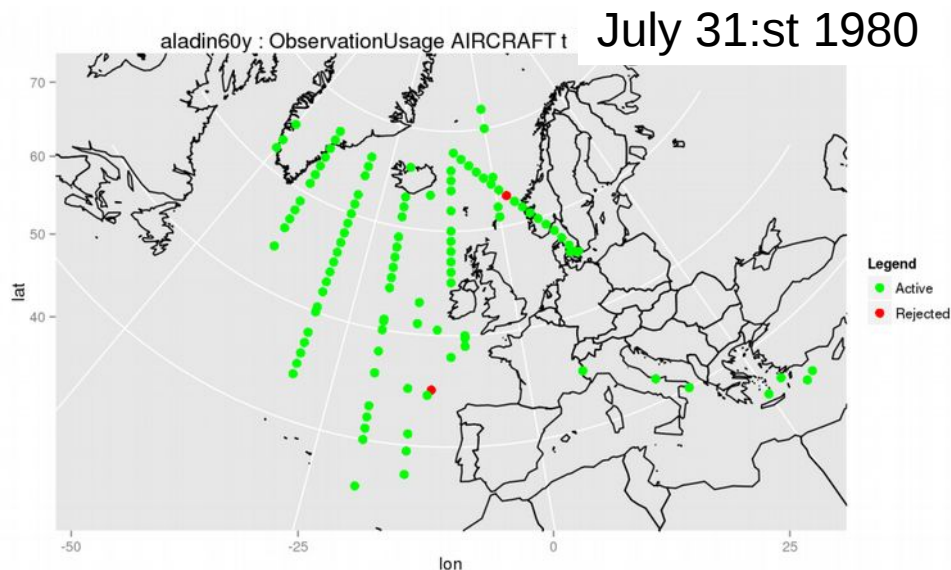 July 31:st 1980
aladin60y : ObservationUsage AIRCRAFT t
70
60
50
40
lat
-50
-25
0
25
lon
Legend
Active
Rejected